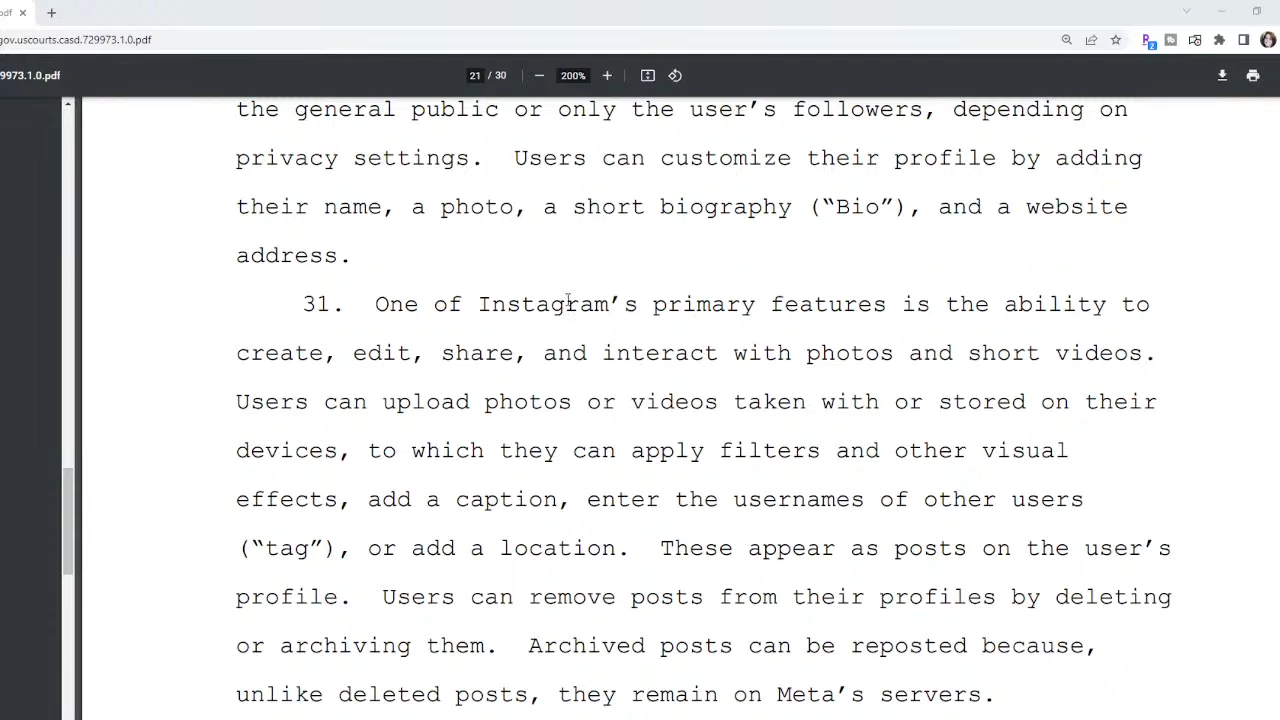 pdf
gov.uscourts.casd.729973.1.0.pdf
973.1.0.pdf
21 / 30
200%
the general public or only the user’s followers, depending on
privacy settings.  Users can customize their profile by adding
their name, a photo, a short biography (“Bio”), and a website
address.
31.  One of Instagram’s primary features is the ability to
create, edit, share, and interact with photos and short videos.
Users can upload photos or videos taken with or stored on their
devices, to which they can apply filters and other visual
effects, add a caption, enter the usernames of other users
(“tag”), or add a location.  These appear as posts on the user’s
profile.  Users can remove posts from their profiles by deleting
or archiving them.  Archived posts can be reposted because,
unlike deleted posts, they remain on Meta’s servers.